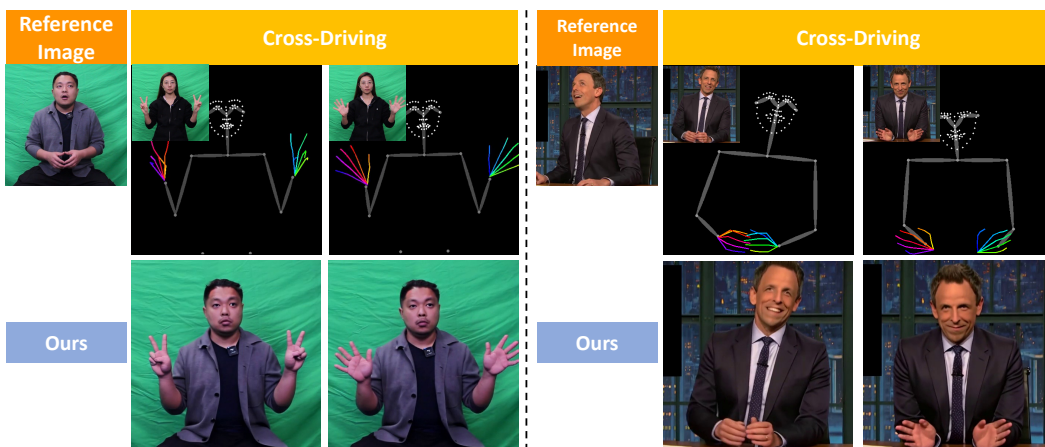 Reference
Image
Cross-Driving
Ours
Reference
Image
Cross-Driving
Ours